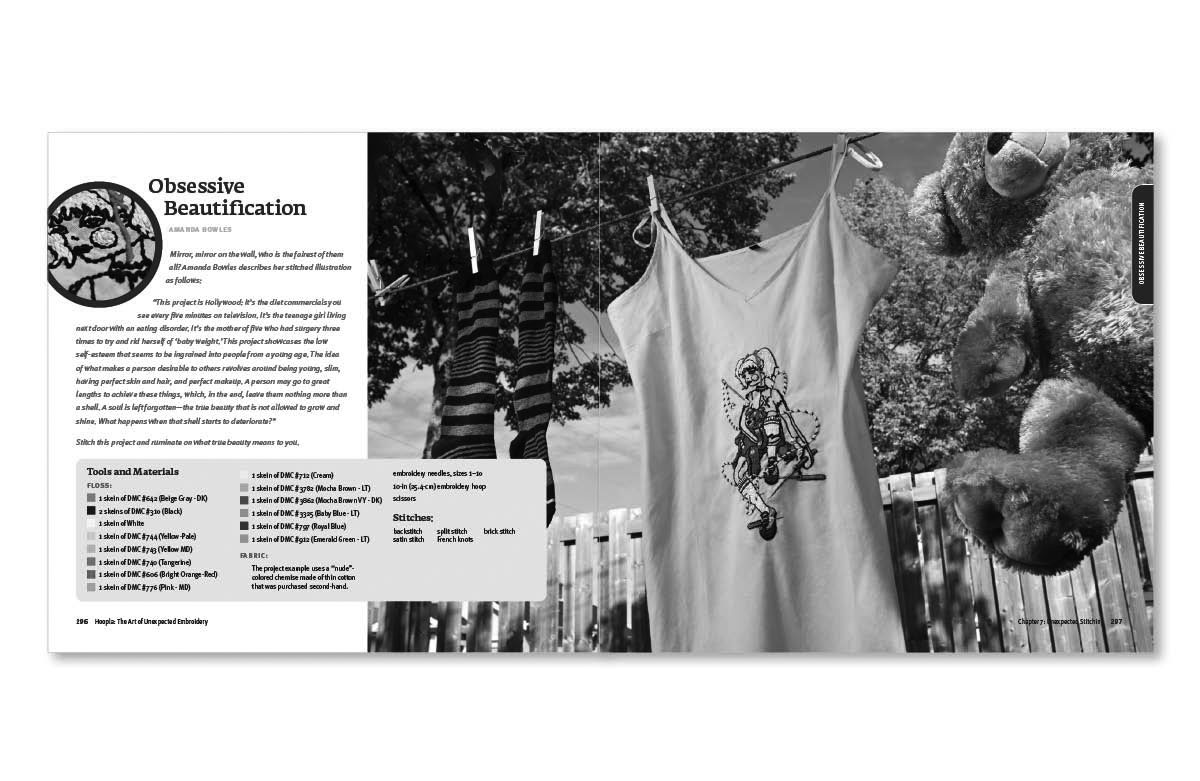 Obsessive
Beautification
AMANDA BOWLES
Mirror, mirror on the wall, who is the fairest of them
all? Amanda Bowles describes her stitched illustration
as follows:
"This project is Hollywood; It's the diet commercials you
see every five minutes on television. It's the teenage girl living
next door with an eating disorder. It's the mother of five who had surgery three
times to try and rid herself of 'baby weight.' This project showcases the low
self-esteem that seems to be ingrained into people from a young age. The idea
of what makes a person desirable to others revolves around being young, slim,
having perfect skin and hair, and perfect makeup. A person may go to great
lengths to achieve these things, which, in the end, leave them nothing more than
a shell. A soul is left forgotten—the true beauty that is not allowed to grow and
shine. What happens when that shell starts to deteriorate?"
Stitch this project and ruminate on what true beauty means to you.
Tools and Materials
FLOSS:
1 skein of DMC #642 (Beige Gray - DK)
2 skeins of DMC #310 (Black)
1 skein of White
1 skein of DMC #744 (Yellow -Pale)
1 skein of DMC #743 (Yellow MD)
1 skein of DMC #740 (Tangerine)
1 skein of DMC #606 (Bright Orange-Red)
1 skein of DMC #776 (Pink - MD)
1 skein of DMC #712 (Cream)
1 skein of DMC #3782 (Mocha Brown - LT)
1 skein of DMC #3862 (Mocha Brown VY - DK)
1 skein of DMC #3325 (Baby Blue - LT)
1 skein of DMC #797 (Royal Blue)
1 skein of DMC #912 (Emerald Green - LT)
FABRIC:
The project example uses a "nude"-
colored chemise made of thin cotton
that was purchased second-hand.
embroidery needles, sizes 1–10
10-in (25.4-cm) embroidery hoop
scissors
Stitches:
backstitch split stitch brick stitch
satin stitch French knots
296 Hoopla: The Art of Unexpected Embroidery
OBSESSIVE BEAUTIFICATION
Chapter 7: Unexpected Stitchin 297